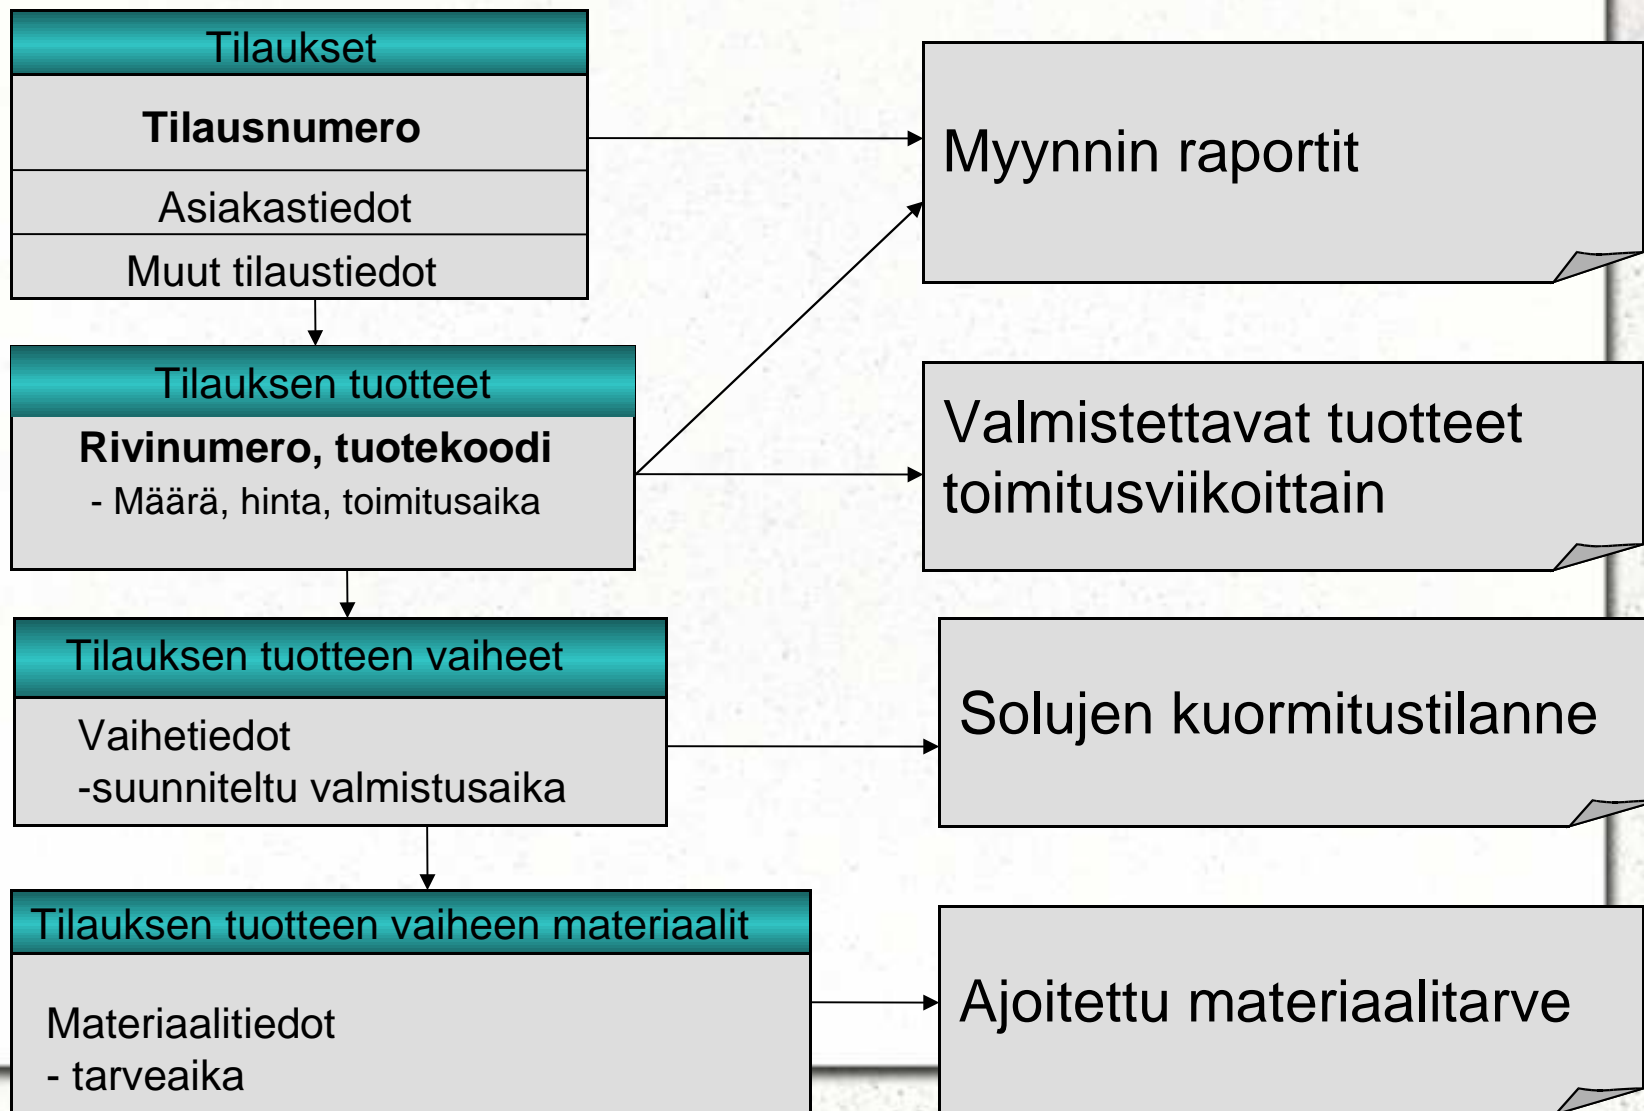 Tilaukset
Tilausnumero
Asiakastiedot
Muut tilaustiedot
Myynnin raportit
Tilauksen tuotteet
Rivinumero, tuotekoodi
- Määrä, hinta, toimitusaika
Valmistettavat tuotteet
toimitusviikoittain
Tilauksen tuotteen vaiheet
Vaihetiedot
-suunniteltu valmistusaika
Solujen kuormitustilanne
Tilauksen tuotteen vaiheen materiaalit
Materiaalitiedot
- tarveaika
Ajoitettu materiaalitarve